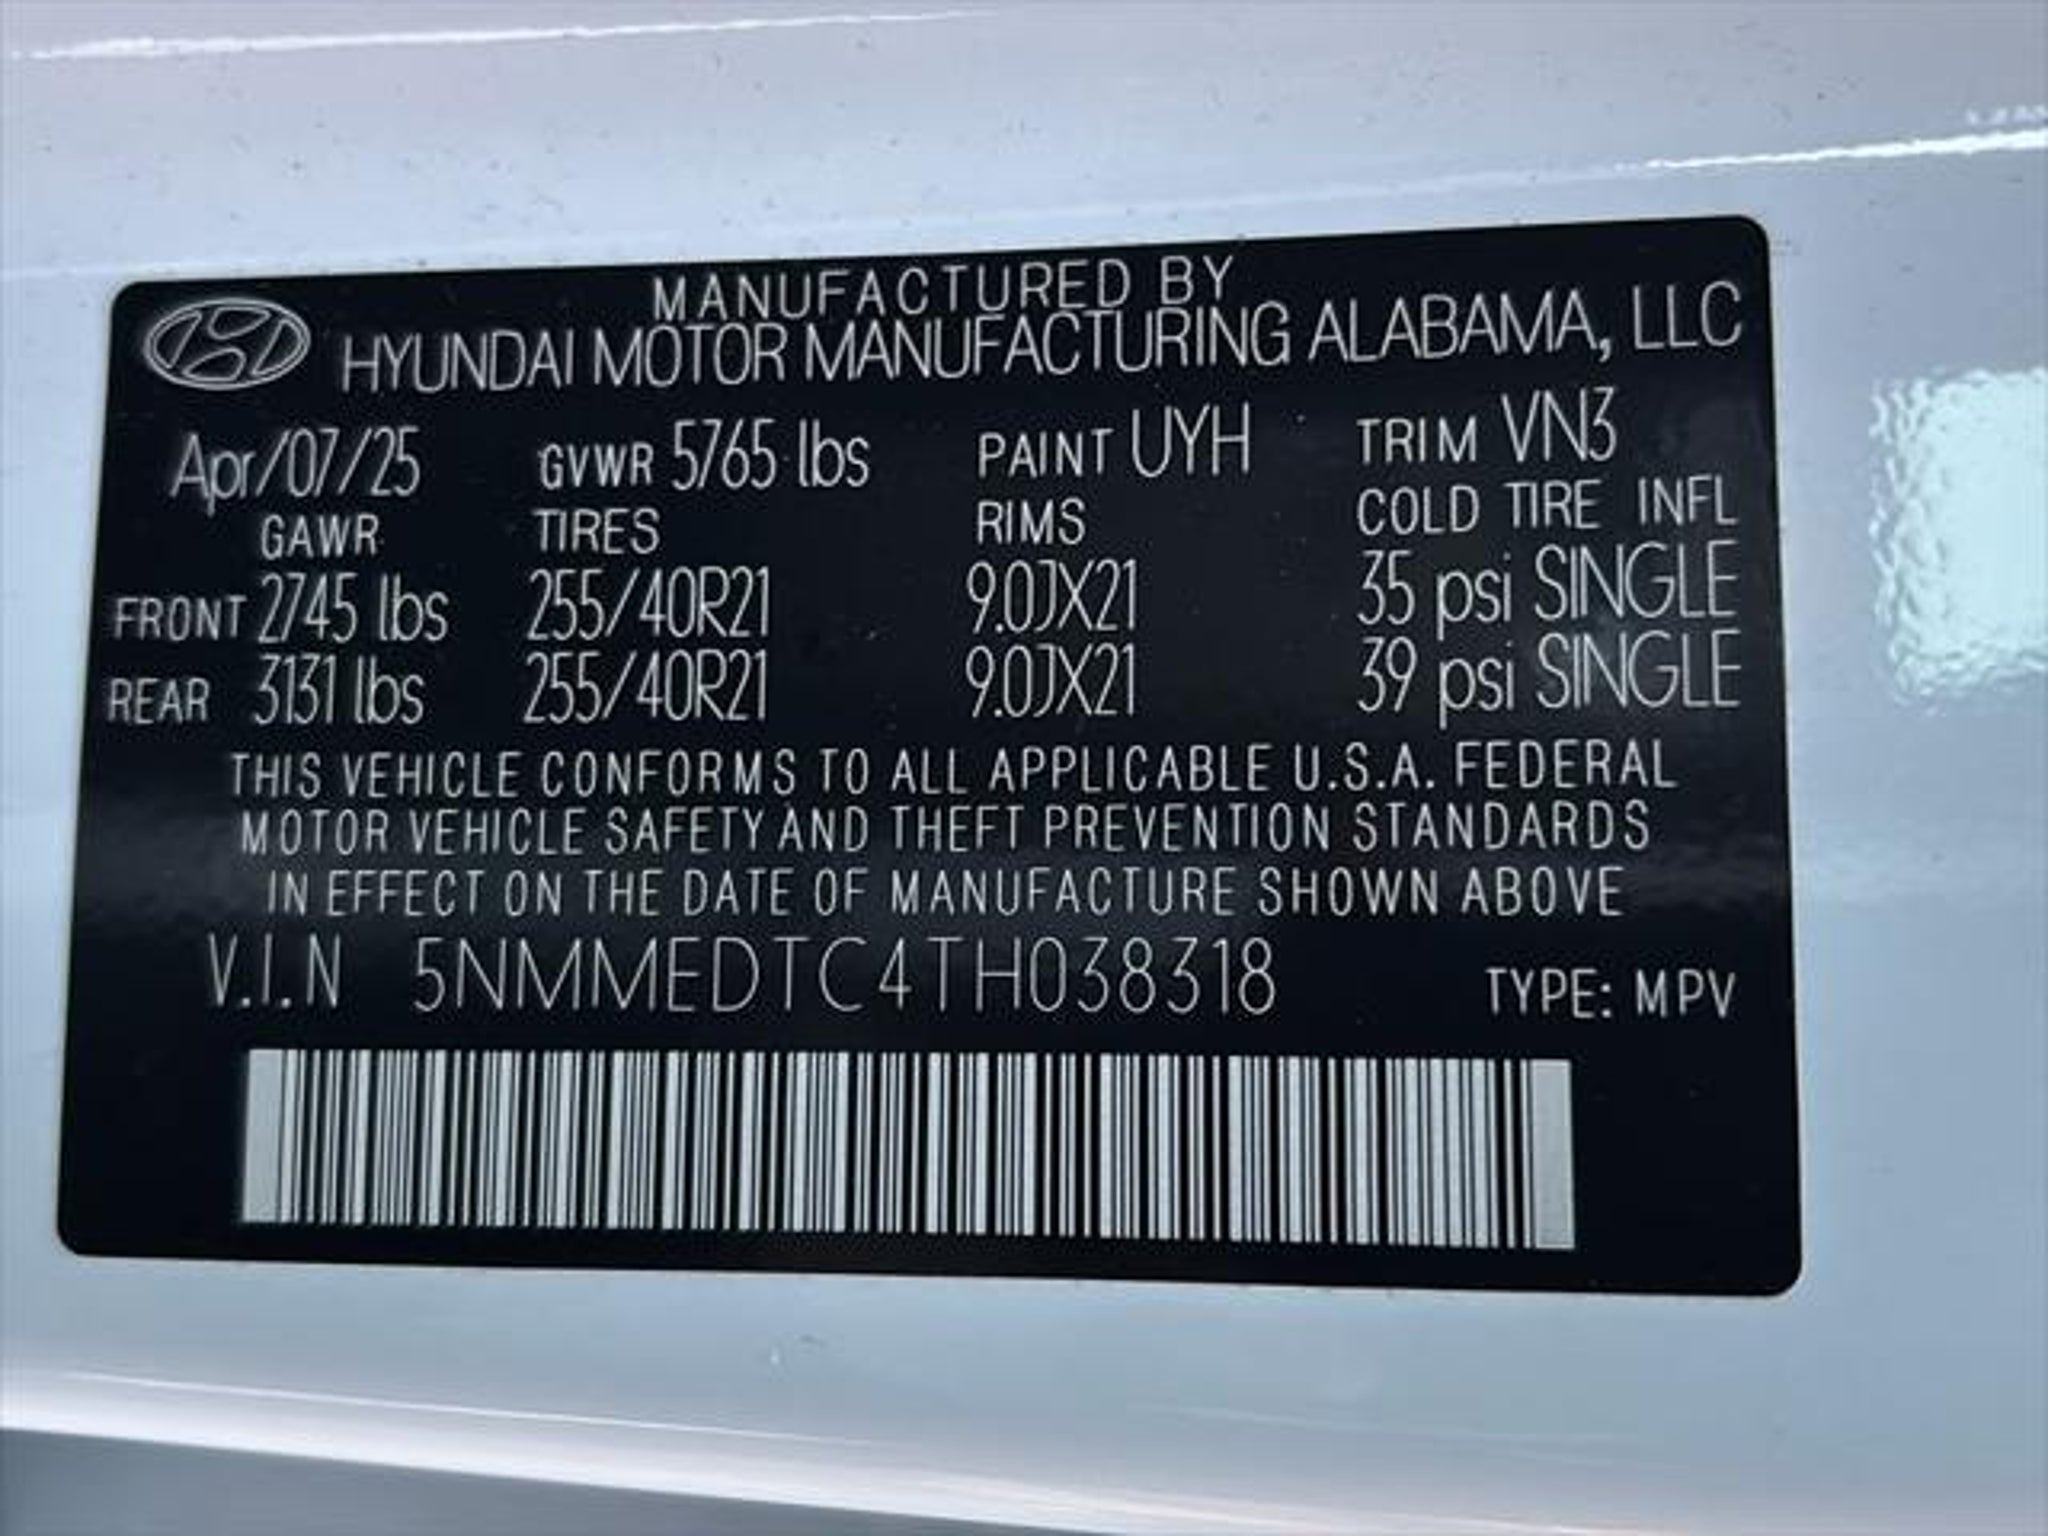 MANUFACTURED BY
HYUNDAI MOTOR MANUFACTURING ALABAMA, LLC
Apr/07/25 GVWR 5765 lbs PAINT UYH TRIM VN3
GAWR TIRES RIMS COLD TIRE INFL
FRONT 2745 lbs 255/40R21 9.0JX21 35 psi SINGLE
REAR 3131 lbs 255/40R21 9.0JX21 39 psi SINGLE
THIS VEHICLE CONFORMS TO ALL APPLICABLE U.S.A. FEDERAL
MOTOR VEHICLE SAFETY AND THEFT PREVENTION STANDARDS
IN EFFECT ON THE DATE OF MANUFACTURE SHOWN ABOVE
V.I.N 5NMMEDTC4TH038318 TYPE: MPV